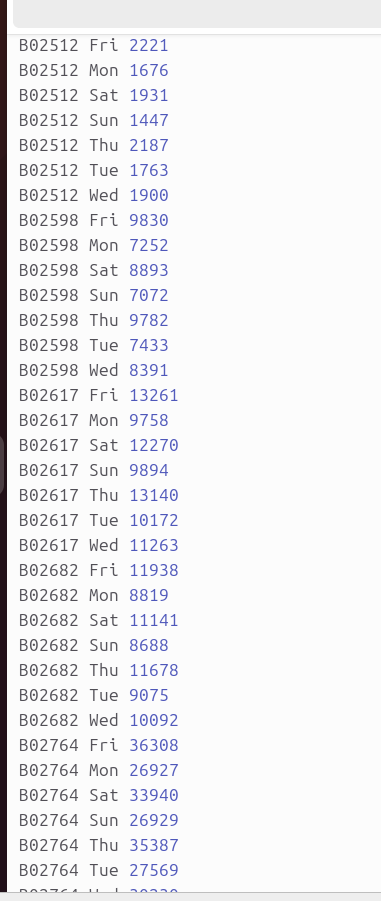 B02512 Fri 2221
B02512 Mon 1676
B02512 Sat 1931
B02512 Sun 1447
B02512 Thu 2187
B02512 Tue 1763
B02512 Wed 1900
B02598 Fri 9830
B02598 Mon 7252
B02598 Sat 8893
B02598 Sun 7072
B02598 Thu 9782
B02598 Tue 7433
B02598 Wed 8391
B02617 Fri 13261
B02617 Mon 9758
B02617 Sat 12270
B02617 Sun 9894
B02617 Thu 13140
B02617 Tue 10172
B02617 Wed 11263
B02682 Fri 11938
B02682 Mon 8819
B02682 Sat 11141
B02682 Sun 8688
B02682 Thu 11678
B02682 Tue 9075
B02682 Wed 10092
B02764 Fri 36308
B02764 Mon 26927
B02764 Sat 33940
B02764 Sun 26929
B02764 Thu 35387
B02764 Tue 27569